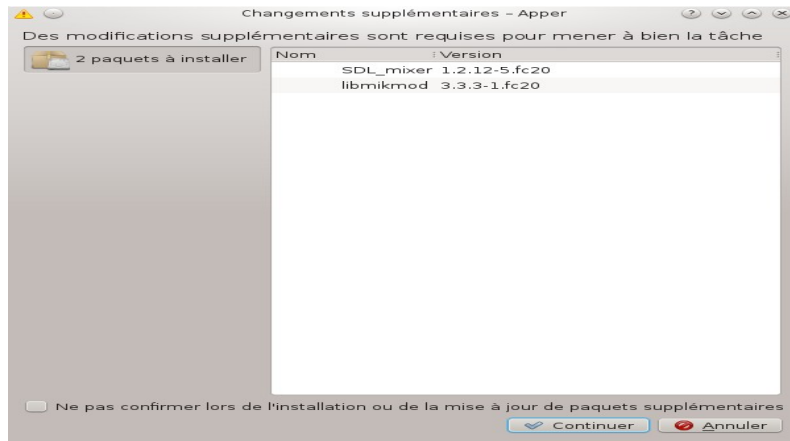 Changements supplémentaires – Apper
Des modifications supplémentaires sont requises pour mener à bien la tâche
2 paquets à installer
Nom Version
SDL_mixer 1.2.12-5.fc20
libmikmod 3.3.3-1.fc20
Ne pas confirmer lors de l'installation ou de la mise à jour de paquets supplémentaires
Continuer Annuler